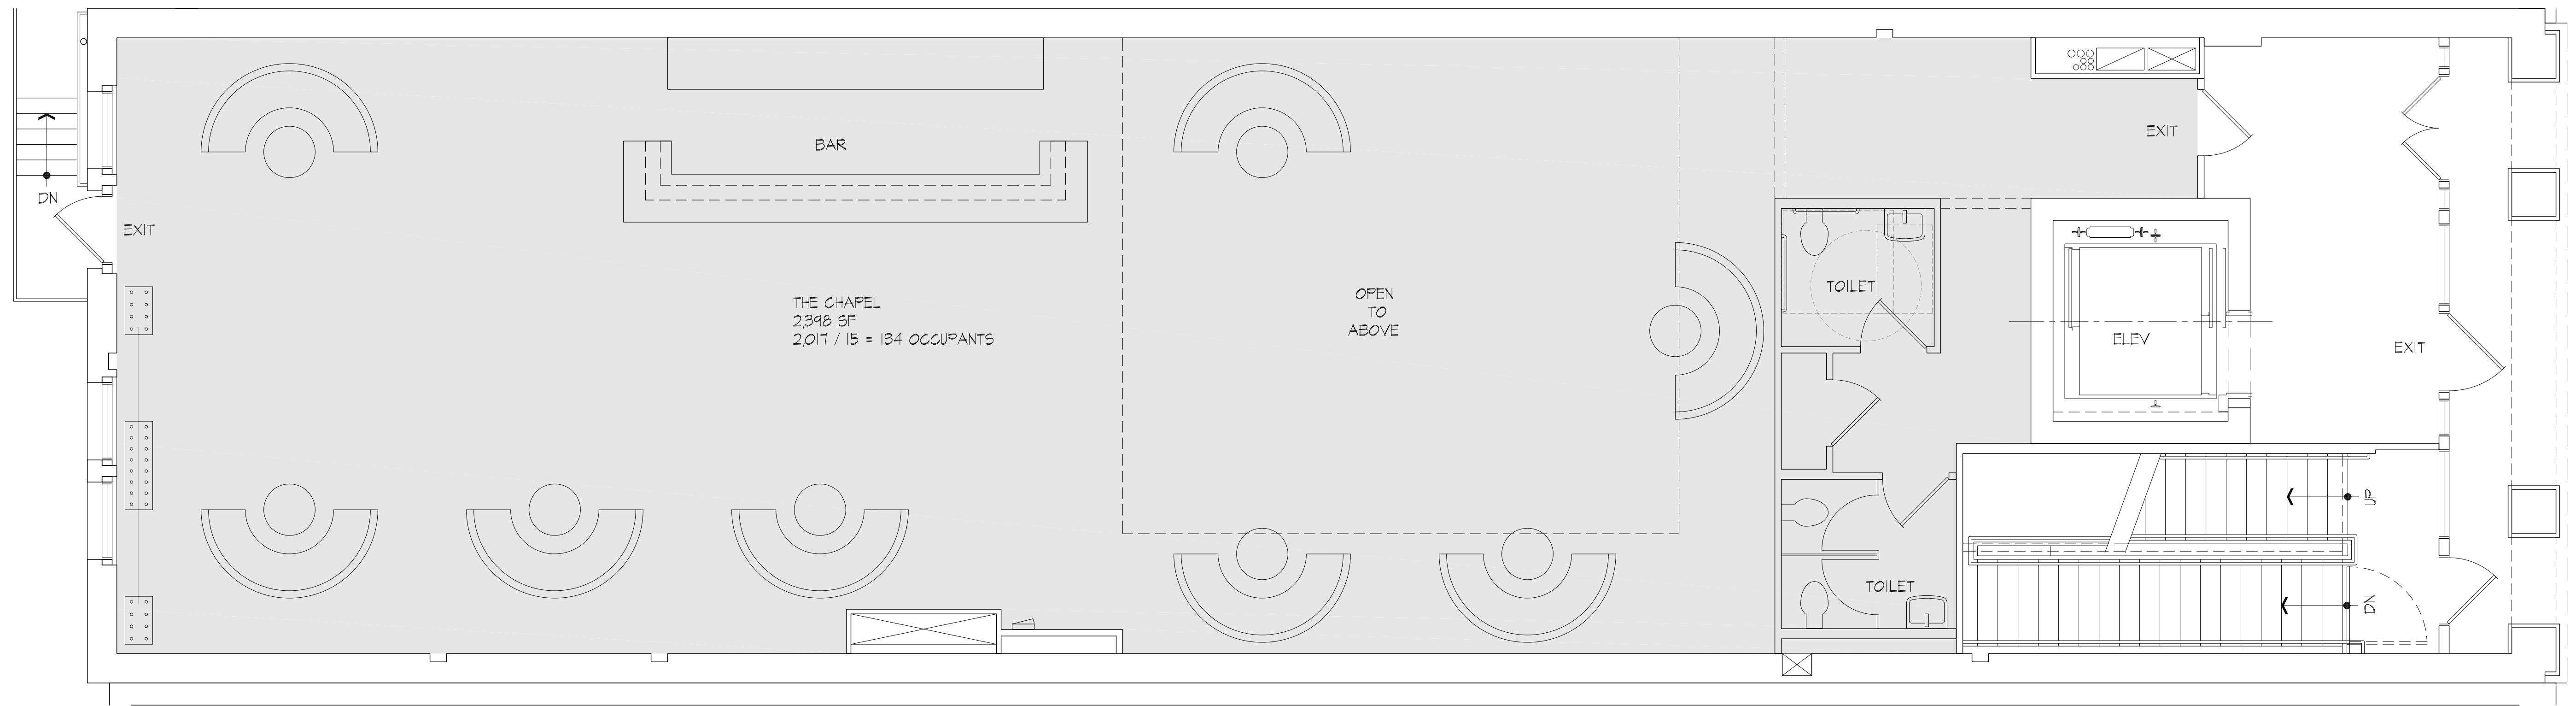 DN
EXIT
BAR
THE CHAPEL
2,398 SF
2,017 / 15 = 134 OCCUPANTS
OPEN
TO
ABOVE
TOILET
TOILET
EXIT
ELEV
EXIT
UP
DN